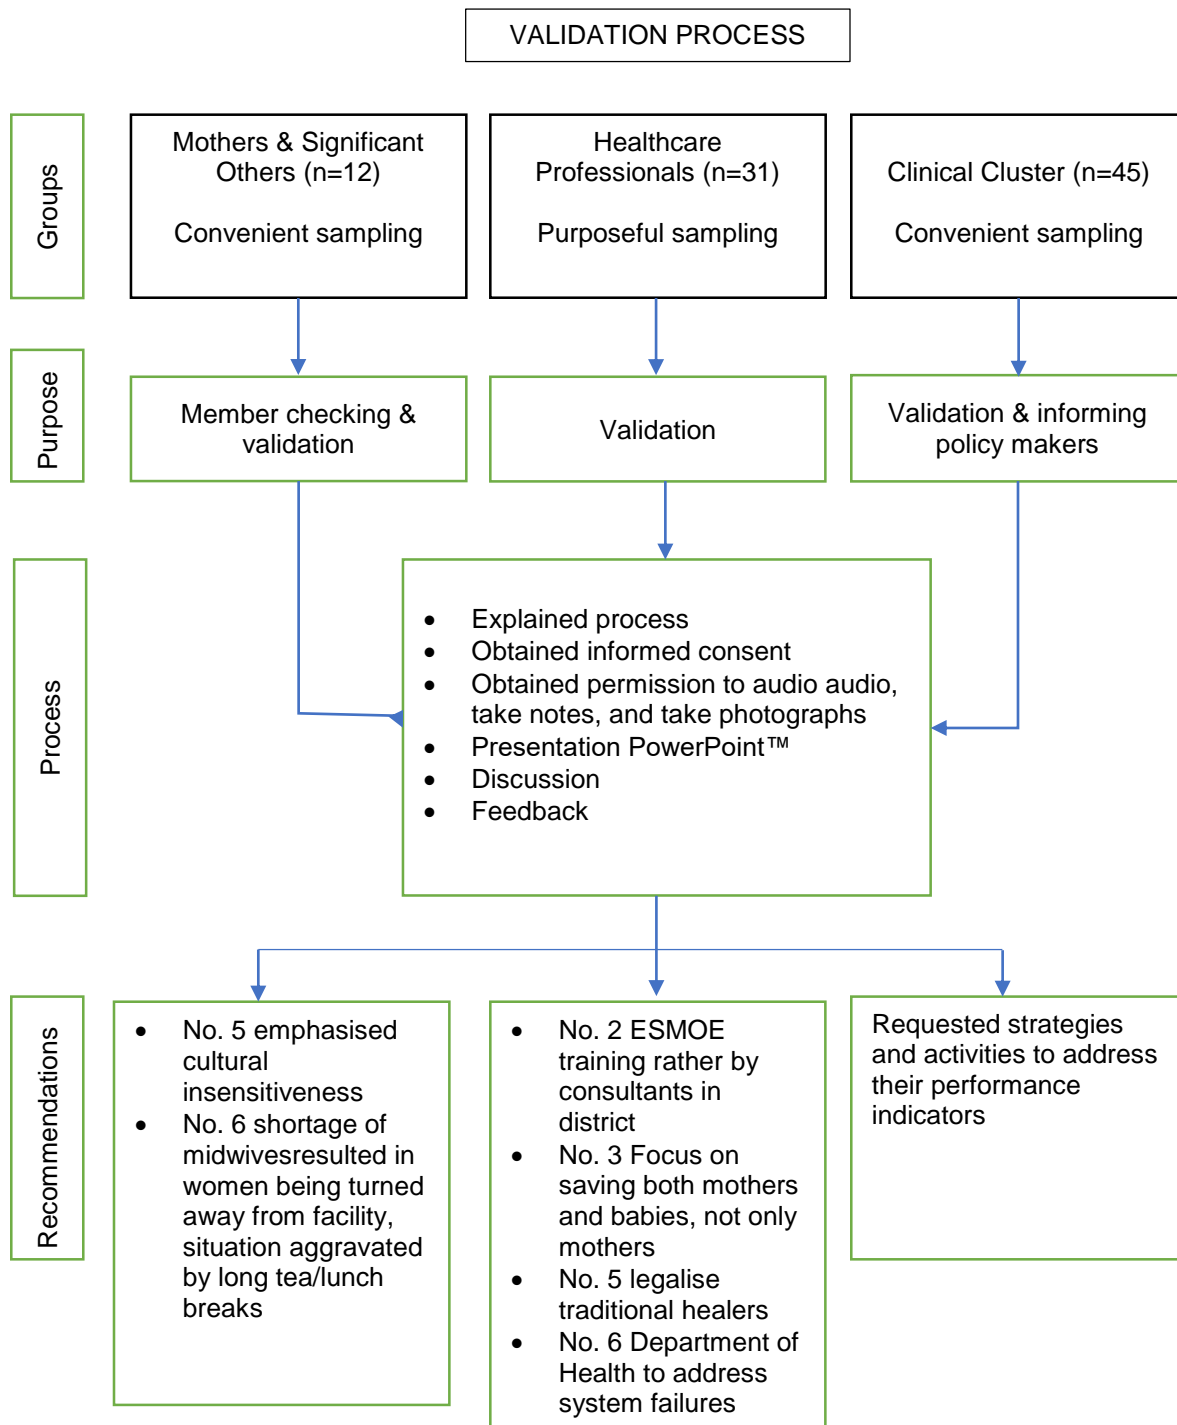 VALIDATION PROCESS
Groups
Mothers & Significant
Others (n=12)
Convenient sampling
Healthcare
Professionals (n=31)
Purposeful sampling
Clinical Cluster (n=45)
Convenient sampling
Purpose
Member checking &
validation
Validation
Validation & informing
policy makers
Process
• Explained process
• Obtained informed consent
• Obtained permission to audio audio,
take notes, and take photographs
• Presentation PowerPoint™
• Discussion
• Feedback
Recommendations
• No. 5 emphasised
cultural
insensitiveness
• No. 6 shortage of
midwivesresulted in
women being turned
away from facility,
situation aggravated
by long tea/lunch
breaks
• No. 2 ESMOE
training rather by
consultants in
district
• No. 3 Focus on
saving both mothers
and babies, not only
mothers
• No. 5 legalise
traditional healers
• No. 6 Department of
Health to address
system failures
Requested strategies
and activities to address
their performance
indicators